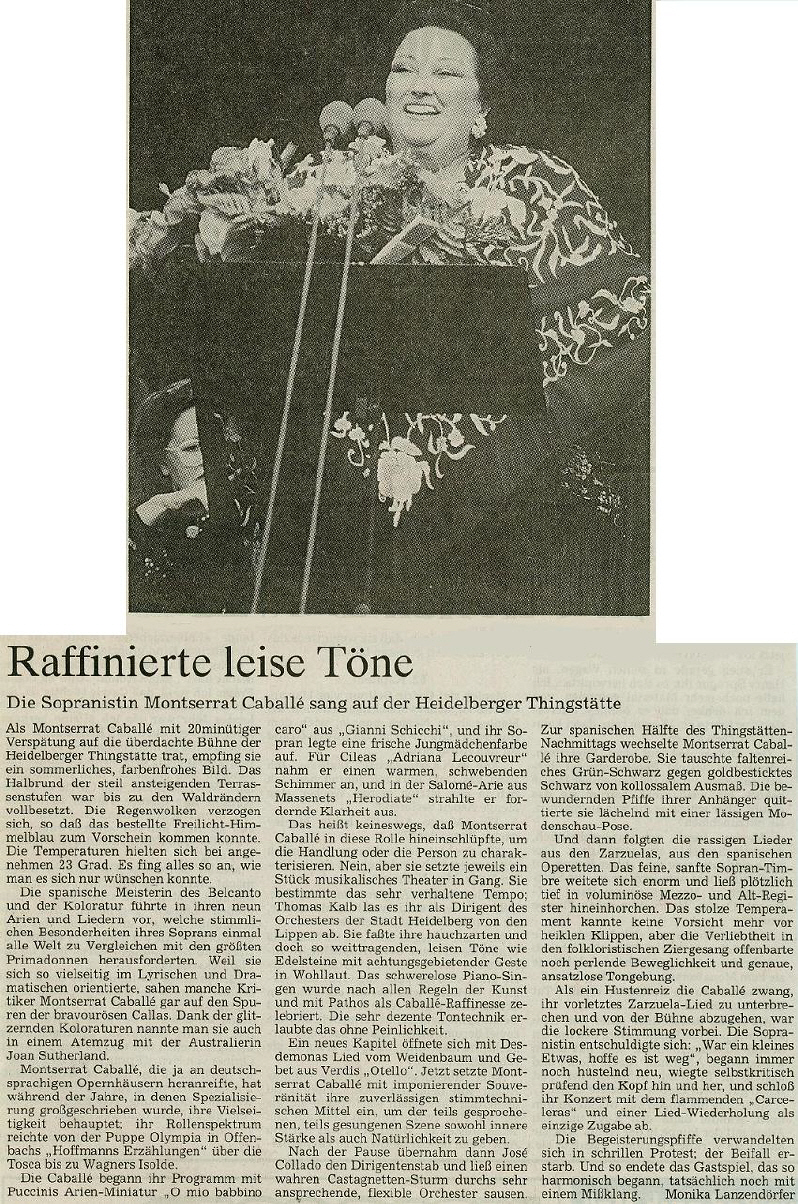 Raffinierte leise Töne
Die Sopranistin Montserrat Caballé sang auf der Heidelberger Thingstätte
Als Montserrat Caballé mit 20minütiger
Verspätung auf die überdachte Bühne der
Heidelberger Thingstätte trat, empfing sie
ein sommerliches, farbenfrohes Bild. Das
Halbrund der steil ansteigenden Terras-
senstufen war bis zu den Waldrändern
vollbesetzt. Die Regenwolken verzogen
sich, so daß das bestellte Freilicht-Him-
melblau zum Vorschein kommen konnte.
Die Temperaturen hielten sich bei ange-
nehmen 23 Grad. Es fing alles so an, wie
man es sich nur wünschen konnte.
Die spanische Meisterin des Belcanto
und der Koloratur führte in ihren neun
Arien und Liedern vor, welche stimmli-
chen Besonderheiten ihres Soprans einmal
alle Welt zu Vergleichen mit den größten
Primadonnen herausforderten. Weil sie
sich so vielseitig im Lyrischen und Dra-
matischen orientierte, sahen manche Kri-
tiker Montserrat Caballé gar auf den Spu-
ren der bravourösen Callas. Dank der glit-
zernden Koloraturen nannte man sie auch
in einem Atemzug mit der Australierin
Joan Sutherland.
Montserrat Caballé, die ja an deutsch-
sprachigen Opernhäusern heranreifte, hat
während der Jahre, in denen Spezialisie-
rung großgeschrieben wurde, ihre Vielsei-
tigkeit behauptet; ihr Rollenspektrum
reichte von der Puppe Olympia in Offen-
bachs „Hoffmanns Erzählungen“ über die
Tosca bis zu Wagners Isolde.
Die Caballé begann ihr Programm mit
Puccinis Arien-Miniatur „O mio babbino
caro“ aus „Gianni Schicchi“, und ihr So-
pran legte eine frische Jungmädchenfarbe
auf. Für Cileas „Adriana Lecouvreur“
nahm er einen warmen, schwebenden
Schimmer an, und in der Salomé-Arie aus
Massenets „Herodiate“ strahlte er for-
dernde Klarheit aus.
Das heißt keineswegs, daß Montserrat
Caballé in diese Rolle hineinschlüpfte, um
die Handlung oder die Person zu charak-
terisieren. Nein, aber sie setzte jeweils ein
Stück musikalisches Theater in Gang. Sie
bestimmte das sehr verhaltene Tempo;
Thomas Kalb las es ihr als Dirigent des
Orchesters der Stadt Heidelberg von den
Lippen ab. Sie faßte ihre hauchzarten und
doch so weittragenden, leisen Töne wie
Edelsteine mit achtungsgebietender Geste
in Wohllaut. Das schwerelose Piano-Sin-
gen wurde nach allen Regeln der Kunst
und mit Pathos als Caballé-Raffinesse ze-
lebriert. Die sehr dezente Tontechnik er-
laubte das ohne Peinlichkeit.
Ein neues Kapitel öffnete sich mit Des-
demonas Lied vom Weidenbaum und Ge-
bet aus Verdis „Otello“. Jetzt setzte Mont-
serrat Caballé mit imponierender Souve-
ränität ihre zuverlässigen stimmtechni-
schen Mittel ein, um der teils gesproche-
nen, teils gesungenen Szene sowohl innere
Stärke als auch Natürlichkeit zu geben.
Nach der Pause übernahm dann José
Collado den Dirigentenstab und ließ einen
wahren Castagnetten-Sturm durchs sehr
ansprechende, flexible Orchester sausen.
Zur spanischen Hälfte des Thingstätten-
Nachmittags wechselte Montserrat Cabal-
lé ihre Garderobe. Sie tauschte faltenrei-
ches Grün-Schwarz gegen goldbesticktes
Schwarz von kollossalem Ausmaß. Die be-
wundernden Pfiffe ihrer Anhänger quit-
tierte sie lächelnd mit einer lässigen Mo-
denschau-Pose.
Und dann folgten die rassigen Lieder
aus den Zarzuelas, aus den spanischen
Operetten. Das feine, sanfte Sopran-Tim-
bre weitete sich enorm und ließ plötzlich
tief in voluminöse Mezzo- und Alt-Regi-
ster hineinhorchen. Das stolze Tempera-
ment kannte keine Vorsicht mehr vor
heiklen Klippen, aber die Verliebtheit in
den folkloristischen Ziergesang offenbarte
noch perlende Beweglichkeit und genaue,
ansatzlose Tongebung.
Als ein Hustenreiz die Caballé zwang,
ihr vorletztes Zarzuela-Lied zu unterbre-
chen und von der Bühne abzugehen, war
die lockere Stimmung vorbei. Die Sopra-
nistin entschuldigte sich: „War ein kleines
Etwas, hoffe es ist weg“, begann immer
noch hüstelnd neu, wiegte selbstkritisch
prüfend den Kopf hin und her, und schloß
ihr Konzert mit dem flammenden „Carce-
leras“ und einer Lied-Wiederholung als
einzige Zugabe ab.
Die Begeisterungspfiffe verwandelten
sich in schrillen Protest; der Beifall er-
starb. Und so endete das Gastspiel, das so
harmonisch begann, tatsächlich noch mit
einem Mißklang. Monika Lanzendörfer